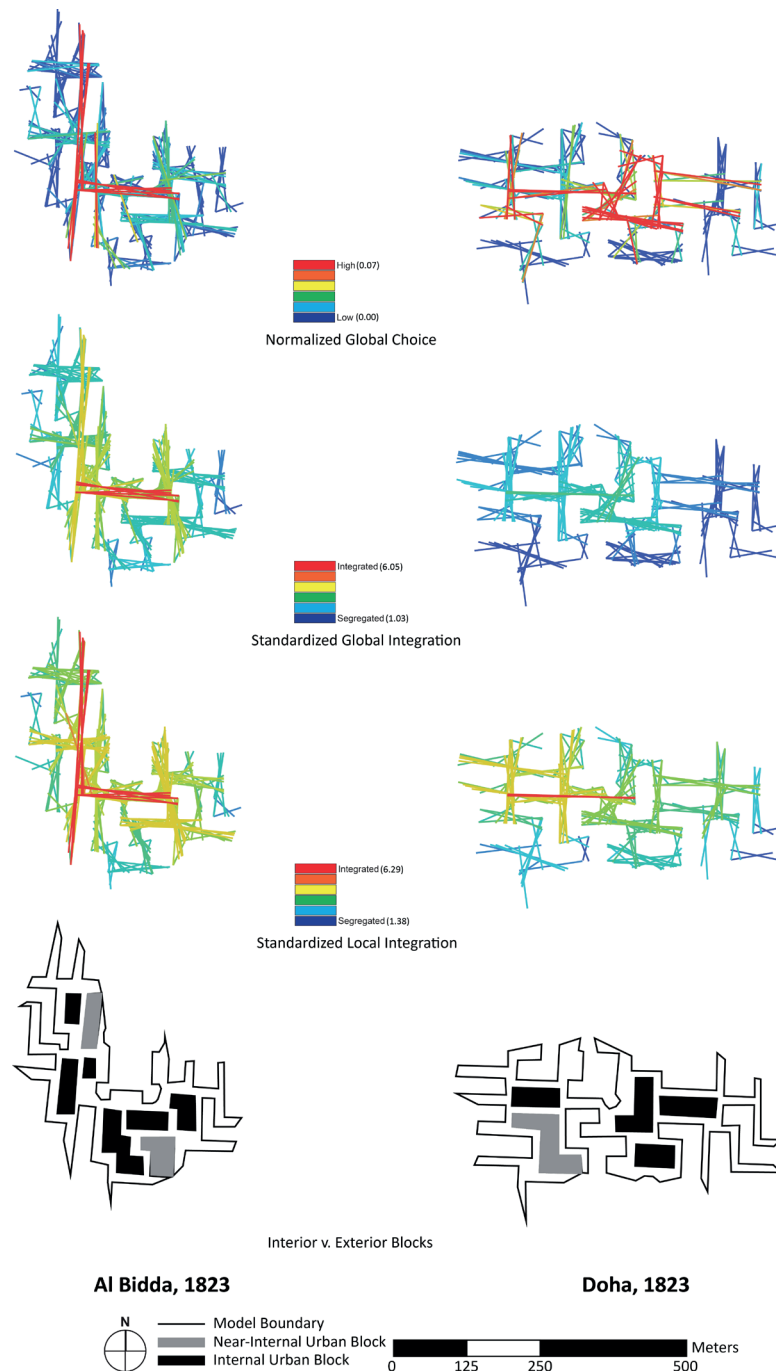 High (0.07)
Low (0.00)
Normalized Global Choice
Integrated (6.05)
Segregated (1.03)
Standardized Global Integration
Integrated (6.29)
Segregated (1.38)
Standardized Local Integration
Interior v. Exterior Blocks
Al Bidda, 1823
Doha, 1823
N
Model Boundary
Near-Internal Urban Block
Internal Urban Block
Meters
0 125 250 500